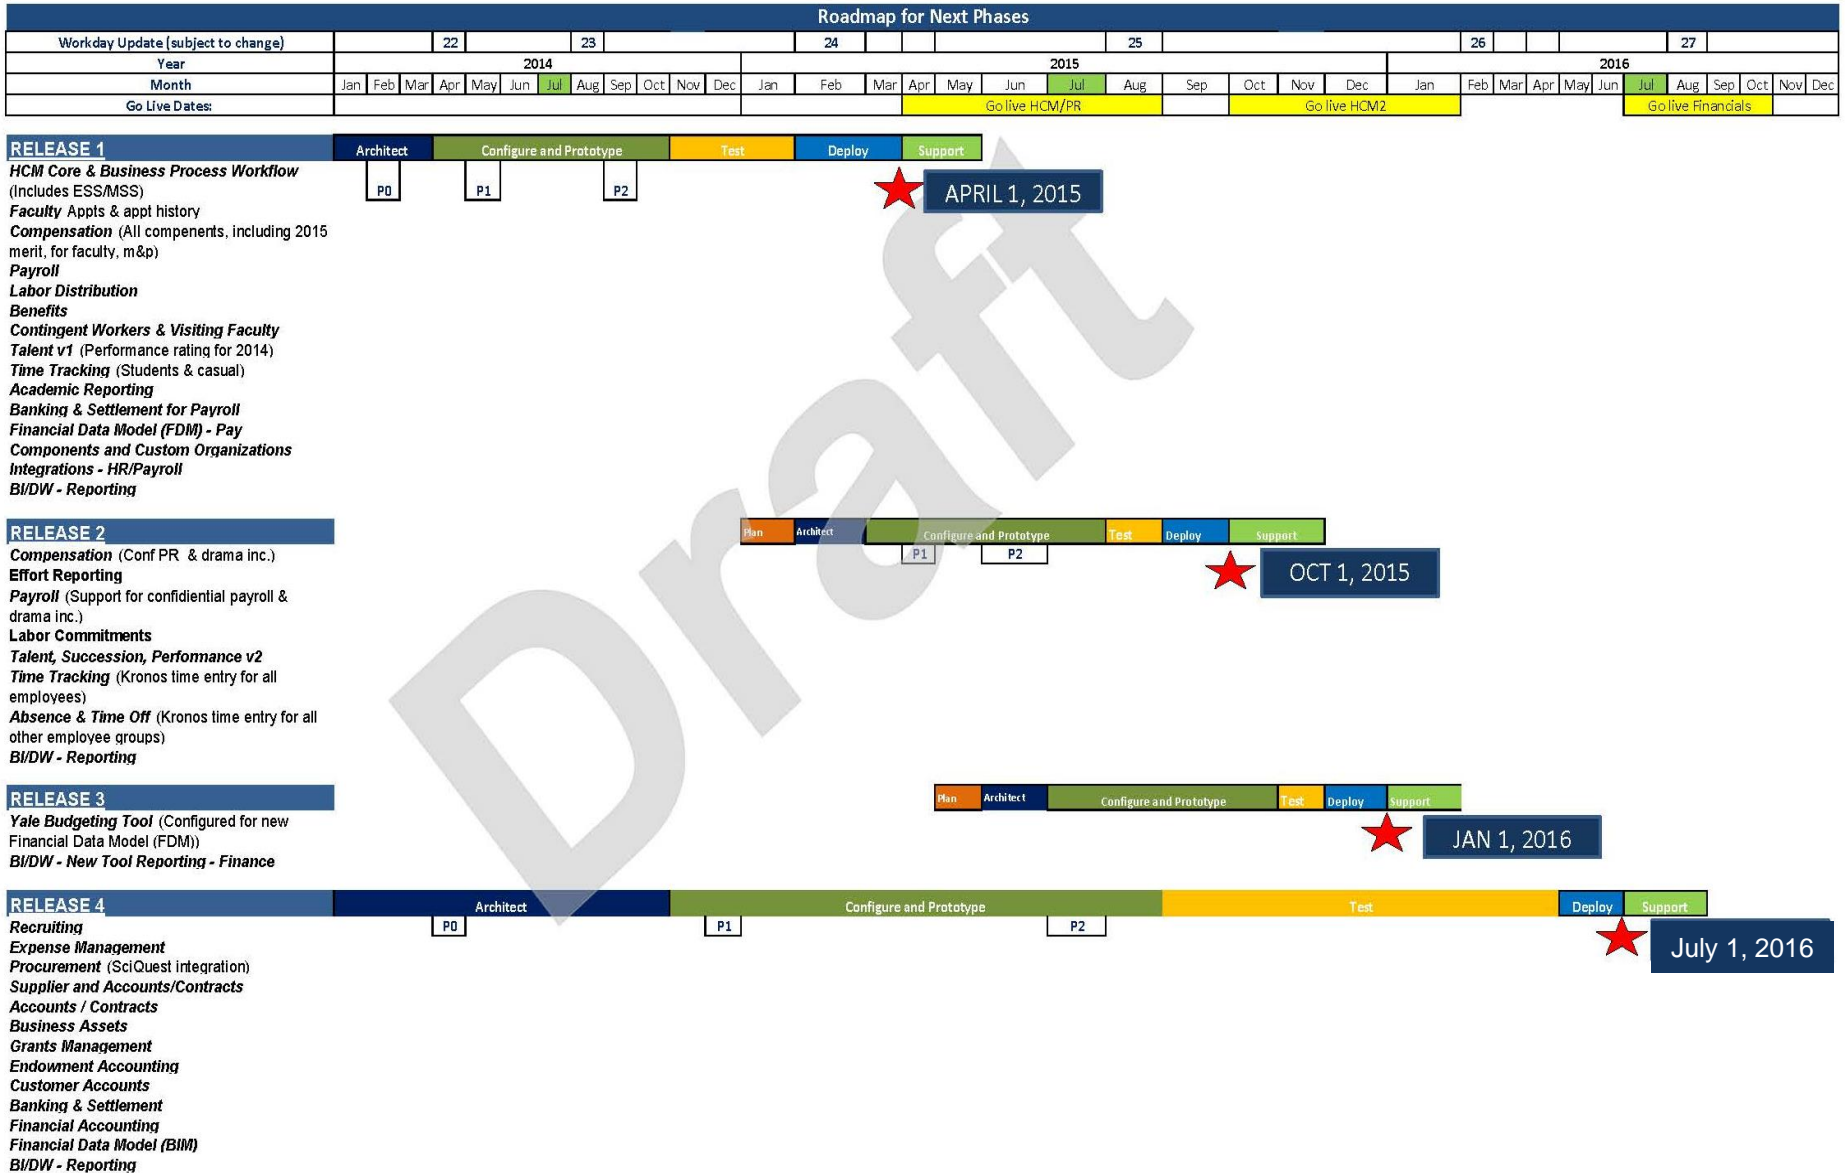 Roadmap for Next Phases
Workday Update (subject to change) 22 23 24 25 26 27
Year 2014 2015 2016
Month Jan Feb Mar Apr May Jun Jul Aug Sep Oct Nov Dec Jan Feb Mar Apr May Jun Jul Aug Sep Oct Nov Dec Jan Feb Mar Apr May Jun Jul Aug Sep Oct Nov Dec
Go Live Dates: Go live HCM/PR Go live HCM2 Go live Financials
RELEASE 1 Architect Configure and Prototype Test Deploy Support
HCM Core & Business Process Workflow
(Includes ESS/MSS) P0 P1 P2 APRIL 1, 2015
Faculty Appts & appt history
Compensation (All compenents, including 2015
merit, for faculty, m&p)
Payroll
Labor Distribution
Benefits
Contingent Workers & Visiting Faculty
Talent v1 (Performance rating for 2014)
Time Tracking (Students & casual)
Academic Reporting
Banking & Settlement for Payroll
Financial Data Model (FDM) - Pay
Components and Custom Organizations
Integrations - HR/Payroll
BI/DW - Reporting
Draft
RELEASE 2 Plan Architect Configure and Prototype Test Deploy Support
Compensation (Conf PR & drama inc.) P1 P2
Effort Reporting OCT 1, 2015
Payroll (Support for confidiential payroll &
drama inc.)
Labor Commitments
Talent, Succession, Performance v2
Time Tracking (Kronos time entry for all
employees)
Absence & Time Off (Kronos time entry for all
other employee groups)
BI/DW - Reporting
RELEASE 3 Plan Architect Configure and Prototype Test Deploy Support
Yale Budgeting Tool (Configured for new
Financial Data Model (FDM)) JAN 1, 2016
BI/DW - New Tool Reporting - Finance
RELEASE 4 Architect Configure and Prototype Test Deploy Support
Recruiting P0 P1 P2
Expense Management July 1, 2016
Procurement (SciQuest integration)
Supplier and Accounts/Contracts
Accounts / Contracts
Business Assets
Grants Management
Endowment Accounting
Customer Accounts
Banking & Settlement
Financial Accounting
Financial Data Model (BIM)
BI/DW - Reporting